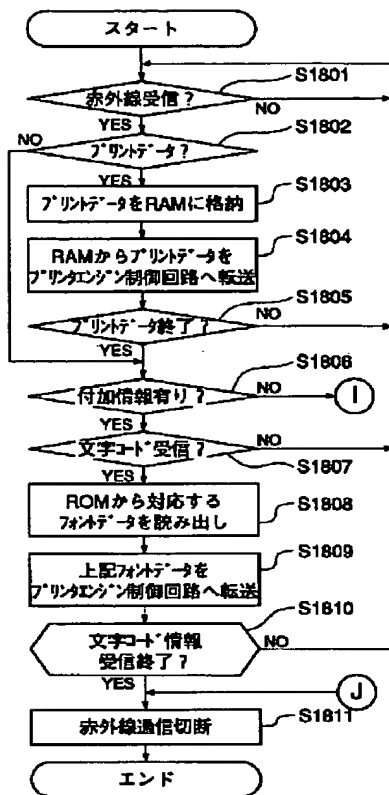 スタート
赤外線受信?
S1801
NO
YES
S1802
NO
プリントデータ?
YES
S1803
プリントデータをRAMに格納
S1804
RAMからプリントデータを
プリンタエンジン制御回路へ転送
S1805
プリントデータ終了?
NO
YES
S1806
付加情報有り?
NO
I
YES
文字コード受信?
NO
S1807
YES
ROMから対応する
フォントデータを読み出し
S1808
S1809
上記フォントデータを
プリンタエンジン制御回路へ転送
S1810
文字コード情報
受信終了?
NO
YES
J
赤外線通信切断
S1811
エンド